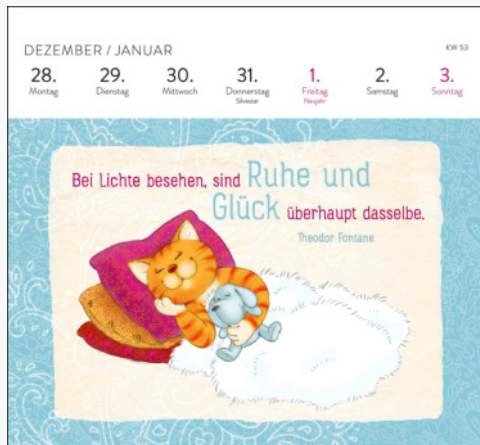 DEZEMBER / JANUAR
KW 53
28. 29. 30. 31. 1. 2. 3.
Montag Dienstag Mittwoch Donnerstag Freitag Samstag Sonntag
Silvester Neujahr
Bei Lichte besehen, sind Ruhe und
Glück überhaupt dasselbe.
Theodor Fontane